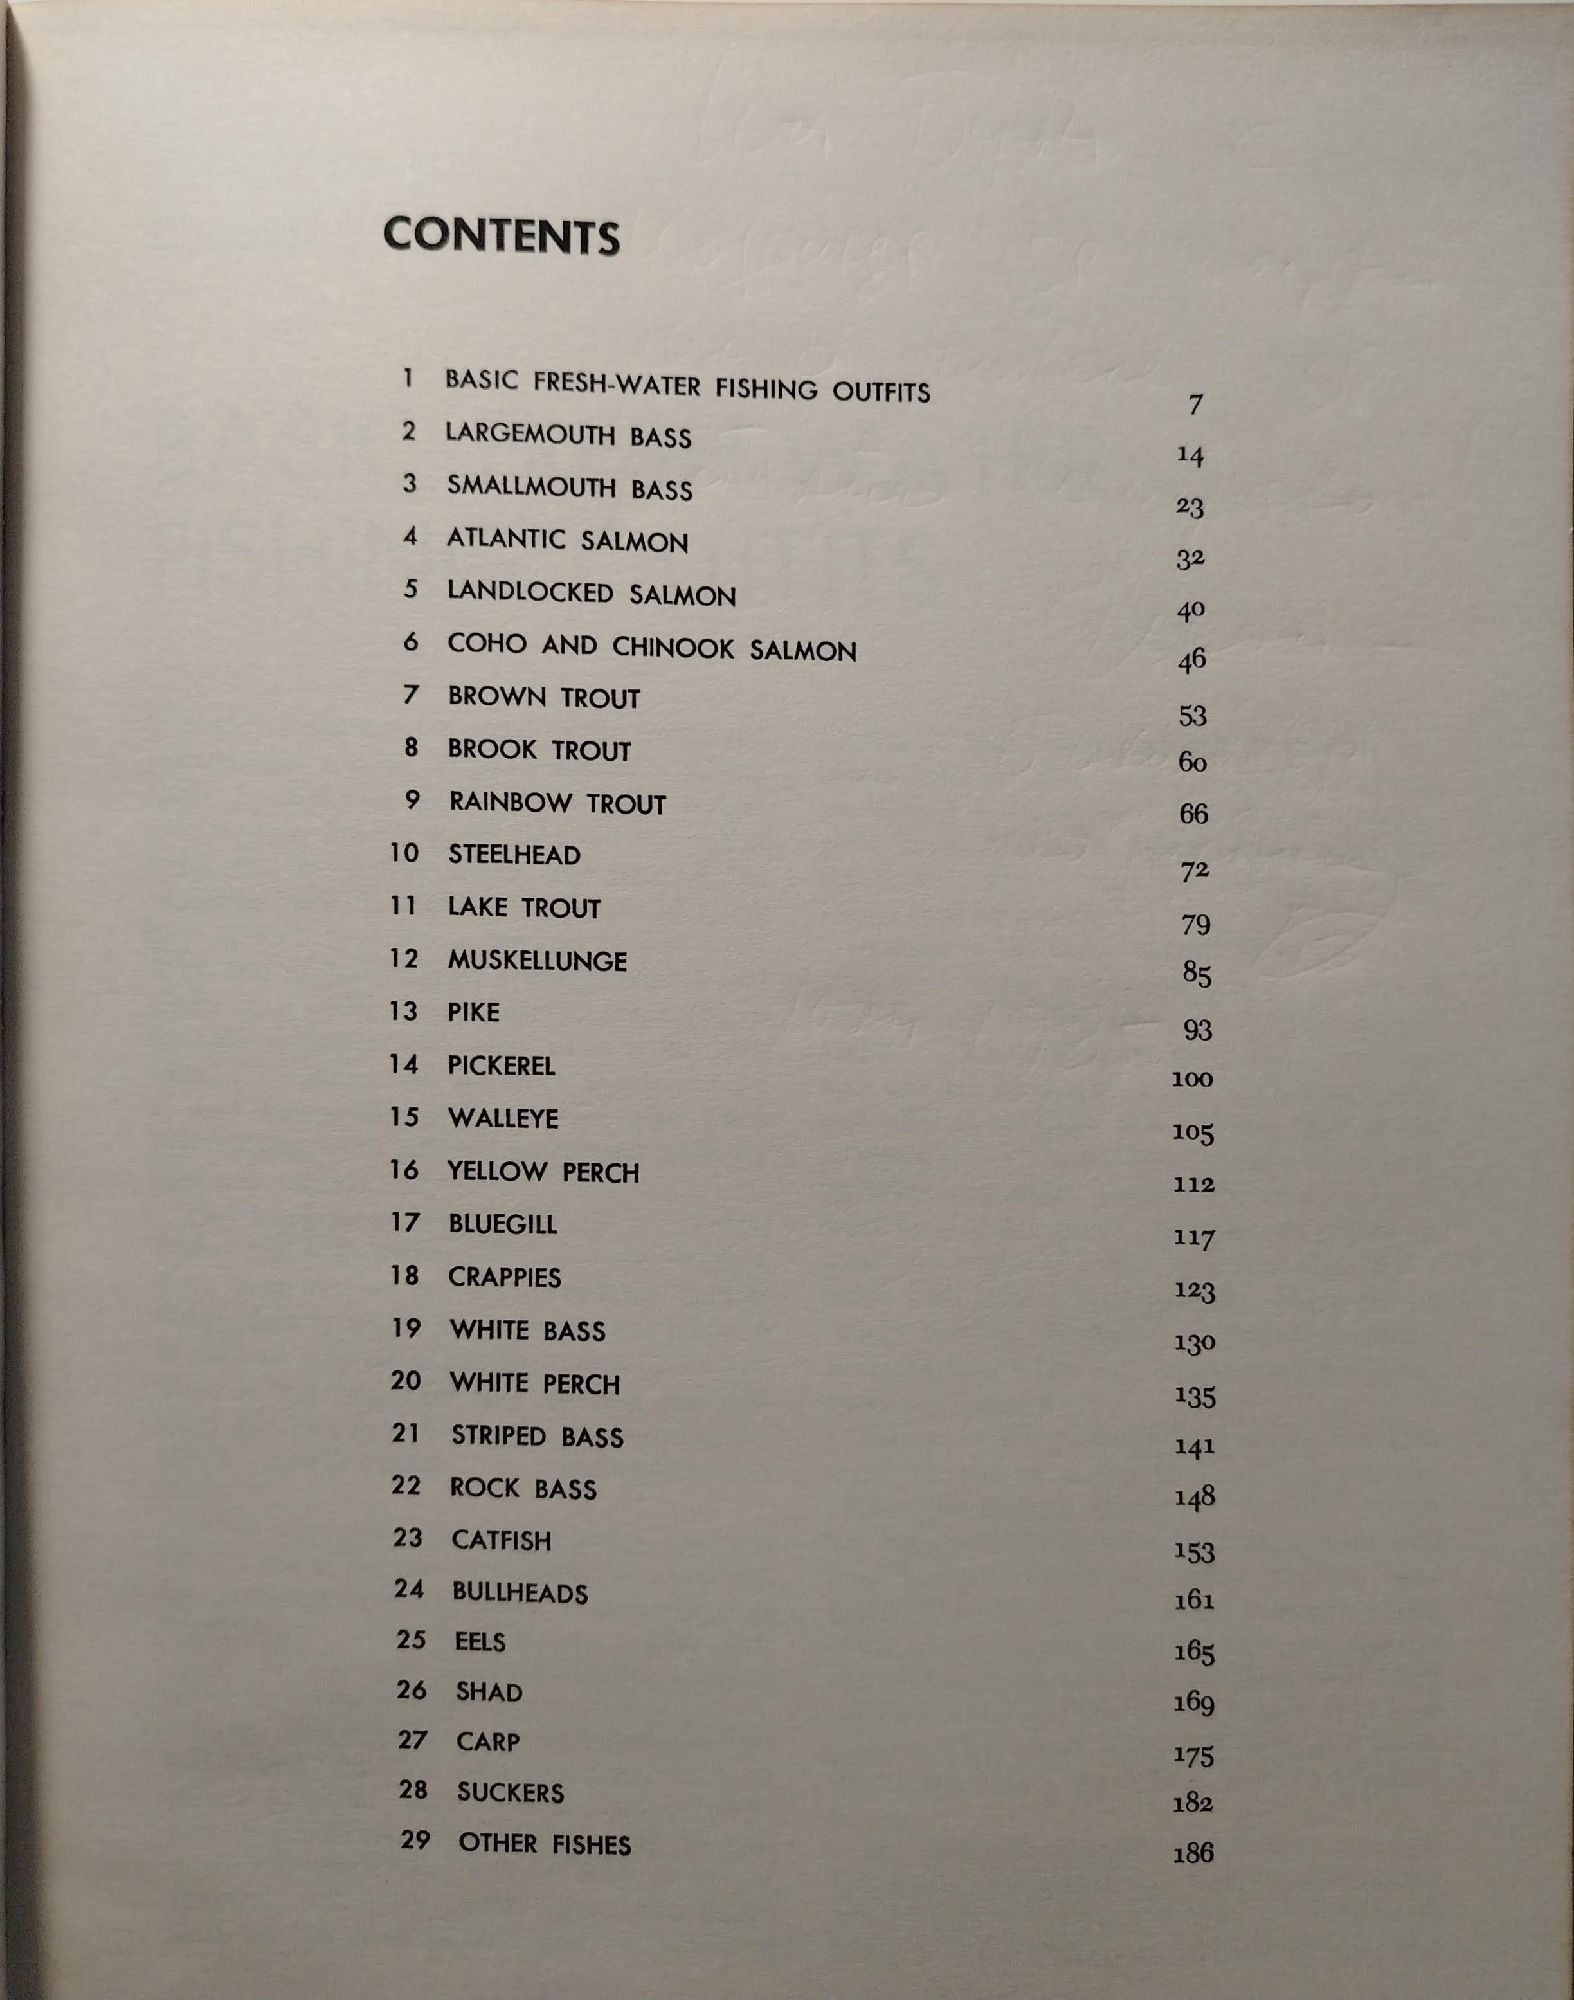 CONTENTS
1 BASIC FRESH-WATER FISHING OUTFITS 7
2 LARGEMOUTH BASS 14
3 SMALLMOUTH BASS 23
4 ATLANTIC SALMON 32
5 LANDLOCKED SALMON 40
6 COHO AND CHINOOK SALMON 46
7 BROWN TROUT 53
8 BROOK TROUT 60
9 RAINBOW TROUT 66
10 STEELHEAD 72
11 LAKE TROUT 79
12 MUSKELLUNGE 85
13 PIKE 93
14 PICKEREL 100
15 WALLEYE 105
16 YELLOW PERCH 112
17 BLUEGILL 117
18 CRAPPIES 123
19 WHITE BASS 130
20 WHITE PERCH 135
21 STRIPED BASS 141
22 ROCK BASS 148
23 CATFISH 153
24 BULLHEADS 161
25 EELS 165
26 SHAD 169
27 CARP 175
28 SUCKERS 182
29 OTHER FISHES 186